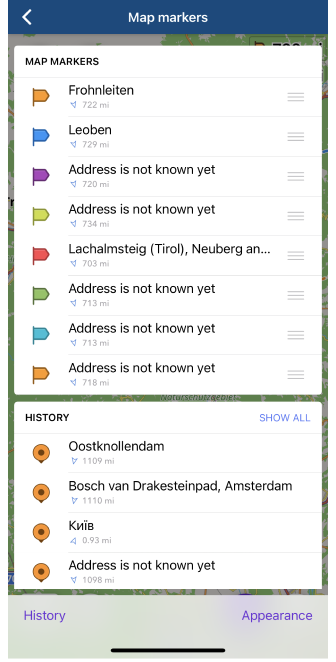 Map markers
MAP MARKERS
Frohnleiten
722 mi
Leoben
729 mi
Address is not known yet
720 mi
Address is not known yet
734 mi
Lachalmsteig (Tirol), Neuberg an...
703 mi
Address is not known yet
713 mi
Address is not known yet
713 mi
Address is not known yet
718 mi
Naturschutzgebiet
HISTORY SHOW ALL
Oostknollendam
1109 mi
Bosch van Drakesteinpad, Amsterdam
1110 mi
Київ
0.93 mi
Address is not known yet
1098 mi
History Appearance